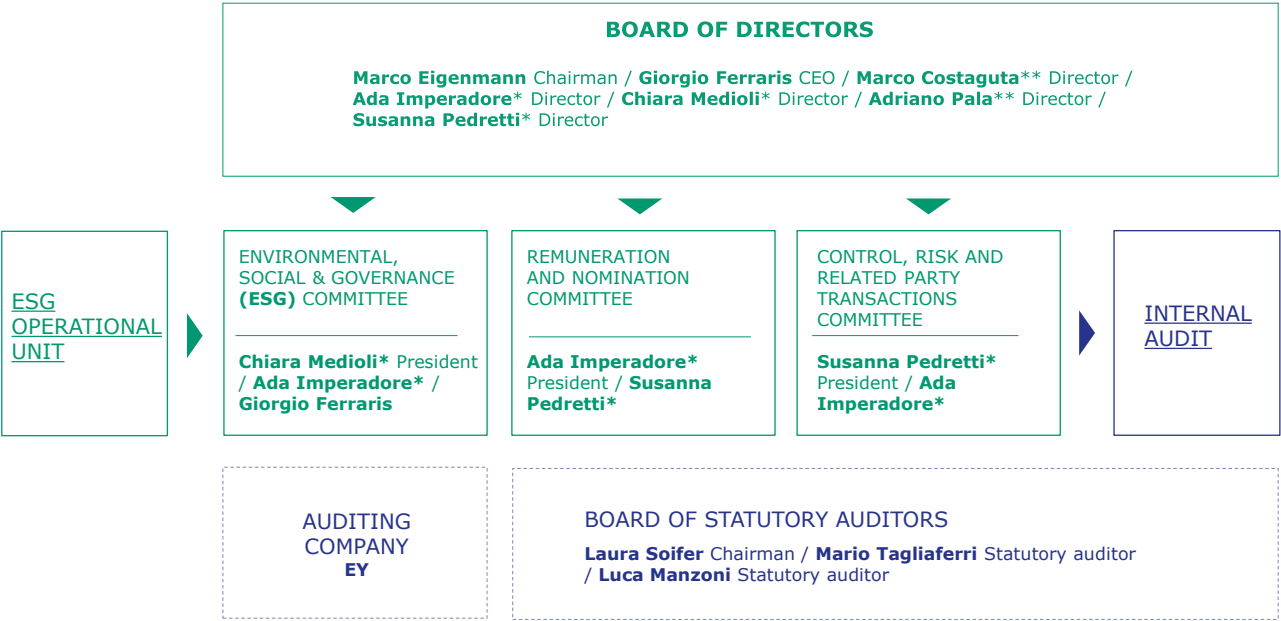 BOARD OF DIRECTORS
Marco Eigenmann Chairman / Giorgio Ferraris CEO / Marco Costaguta** Director /
Ada Imperadore* Director / Chiara Medioli* Director / Adriano Pala** Director /
Susanna Pedretti* Director
ESG
OPERATIONAL
UNIT
ENVIRONMENTAL,
SOCIAL & GOVERNANCE
(ESG) COMMITTEE
Chiara Medioli* President
/ Ada Imperadore* /
Giorgio Ferraris
REMUNERATION
AND NOMINATION
COMMITTEE
Ada Imperadore*
President / Susanna
Pedretti*
CONTROL, RISK AND
RELATED PARTY
TRANSACTIONS
COMMITTEE
Susanna Pedretti*
President / Ada
Imperadore*
INTERNAL
AUDIT
AUDITING
COMPANY
EY
BOARD OF STATUTORY AUDITORS
Laura Soifer Chairman / Mario Tagliaferri Statutory auditor
/ Luca Manzoni Statutory auditor